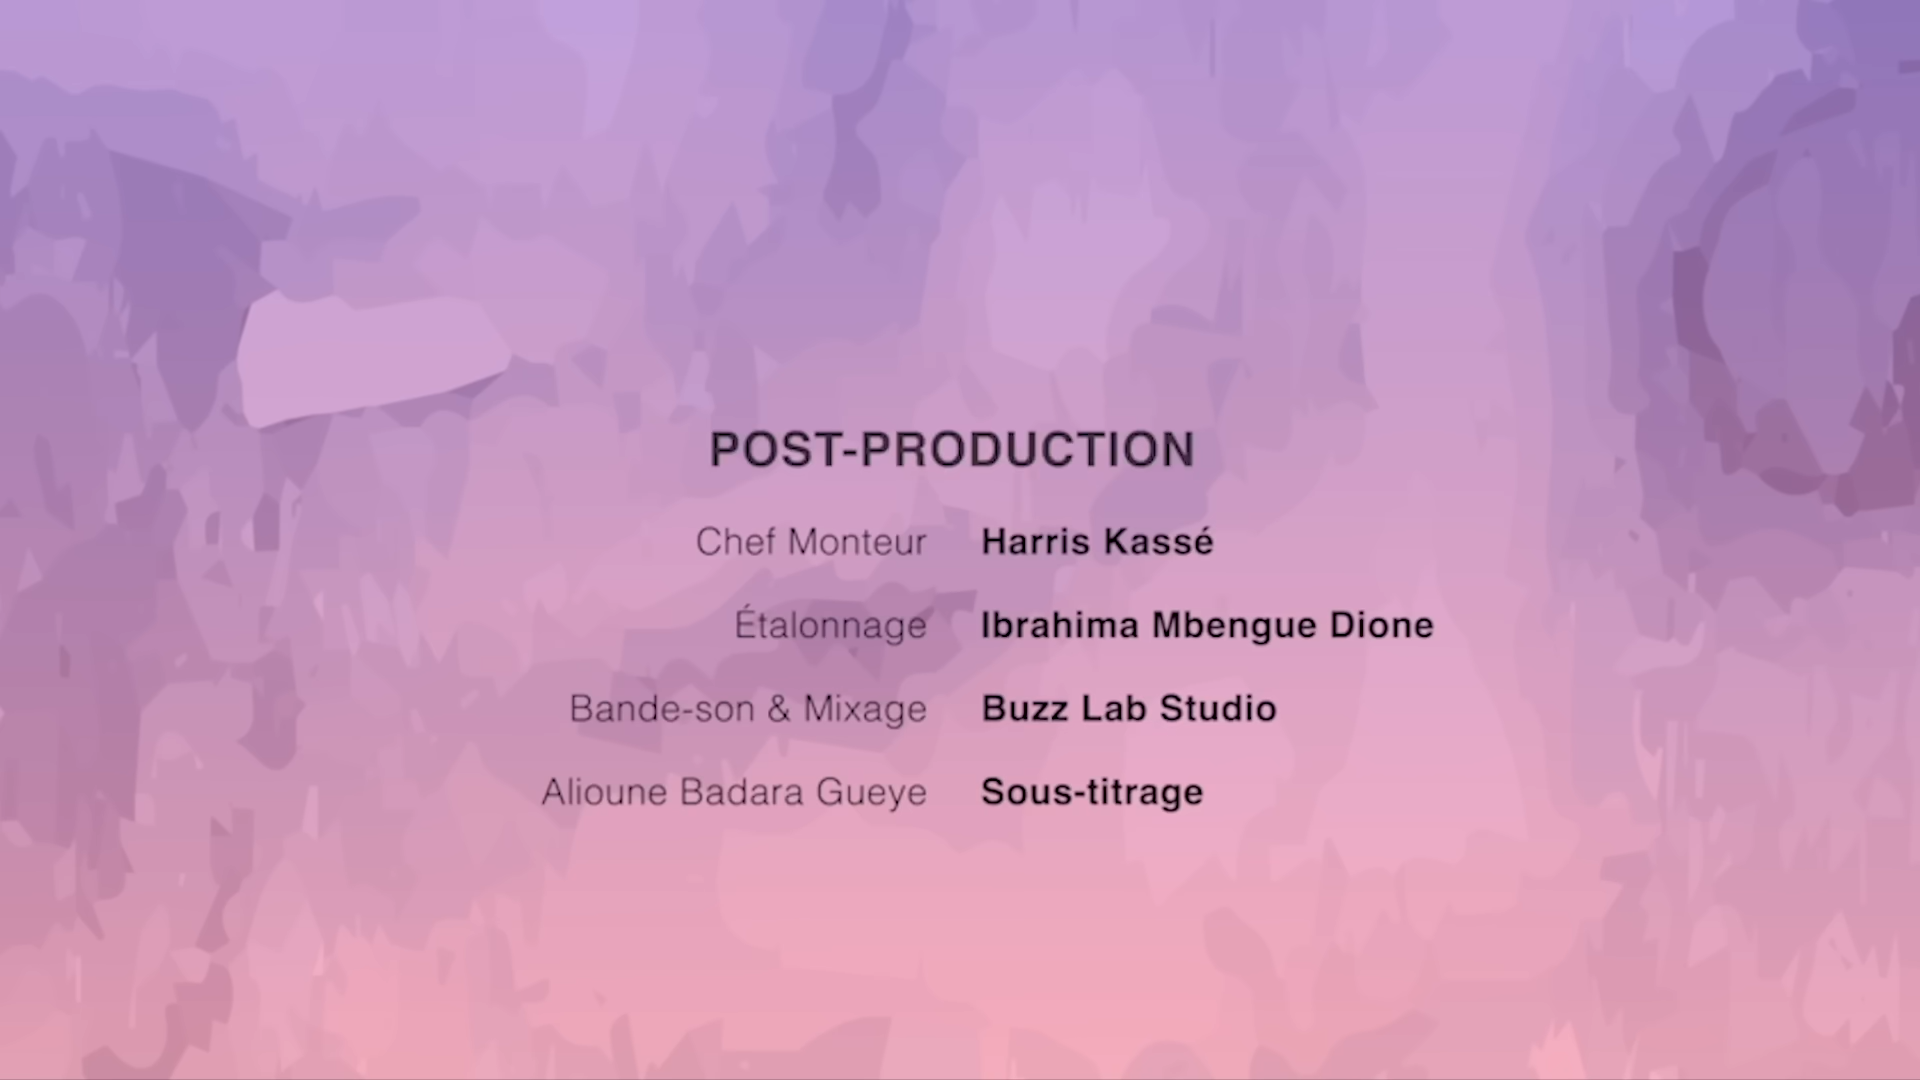 POST-PRODUCTION
Chef Monteur Harris Kassé
Étalonnage Ibrahima Mbengue Dione
Bande-son & Mixage Buzz Lab Studio
Alioune Badara Gueye Sous-titrage